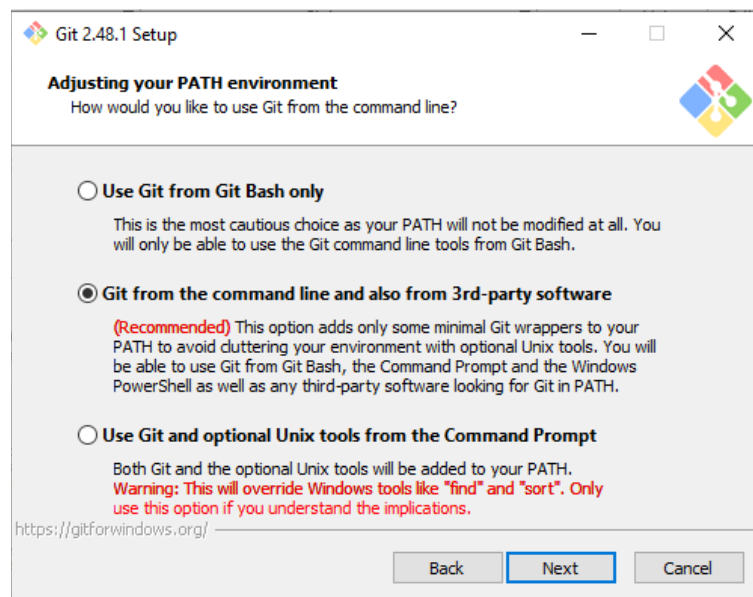 Git 2.48.1 Setup
Adjusting your PATH environment
How would you like to use Git from the command line?
Use Git from Git Bash only
This is the most cautious choice as your PATH will not be modified at all. You
will only be able to use the Git command line tools from Git Bash.
Git from the command line and also from 3rd-party software
(Recommended) This option adds only some minimal Git wrappers to your
PATH to avoid cluttering your environment with optional Unix tools. You will
be able to use Git from Git Bash, the Command Prompt and the Windows
PowerShell as well as any third-party software looking for Git in PATH.
Use Git and optional Unix tools from the Command Prompt
Both Git and the optional Unix tools will be added to your PATH.
Warning: This will override Windows tools like "find" and "sort". Only
use this option if you understand the implications.
https://gitforwindows.org/
Back
Next
Cancel